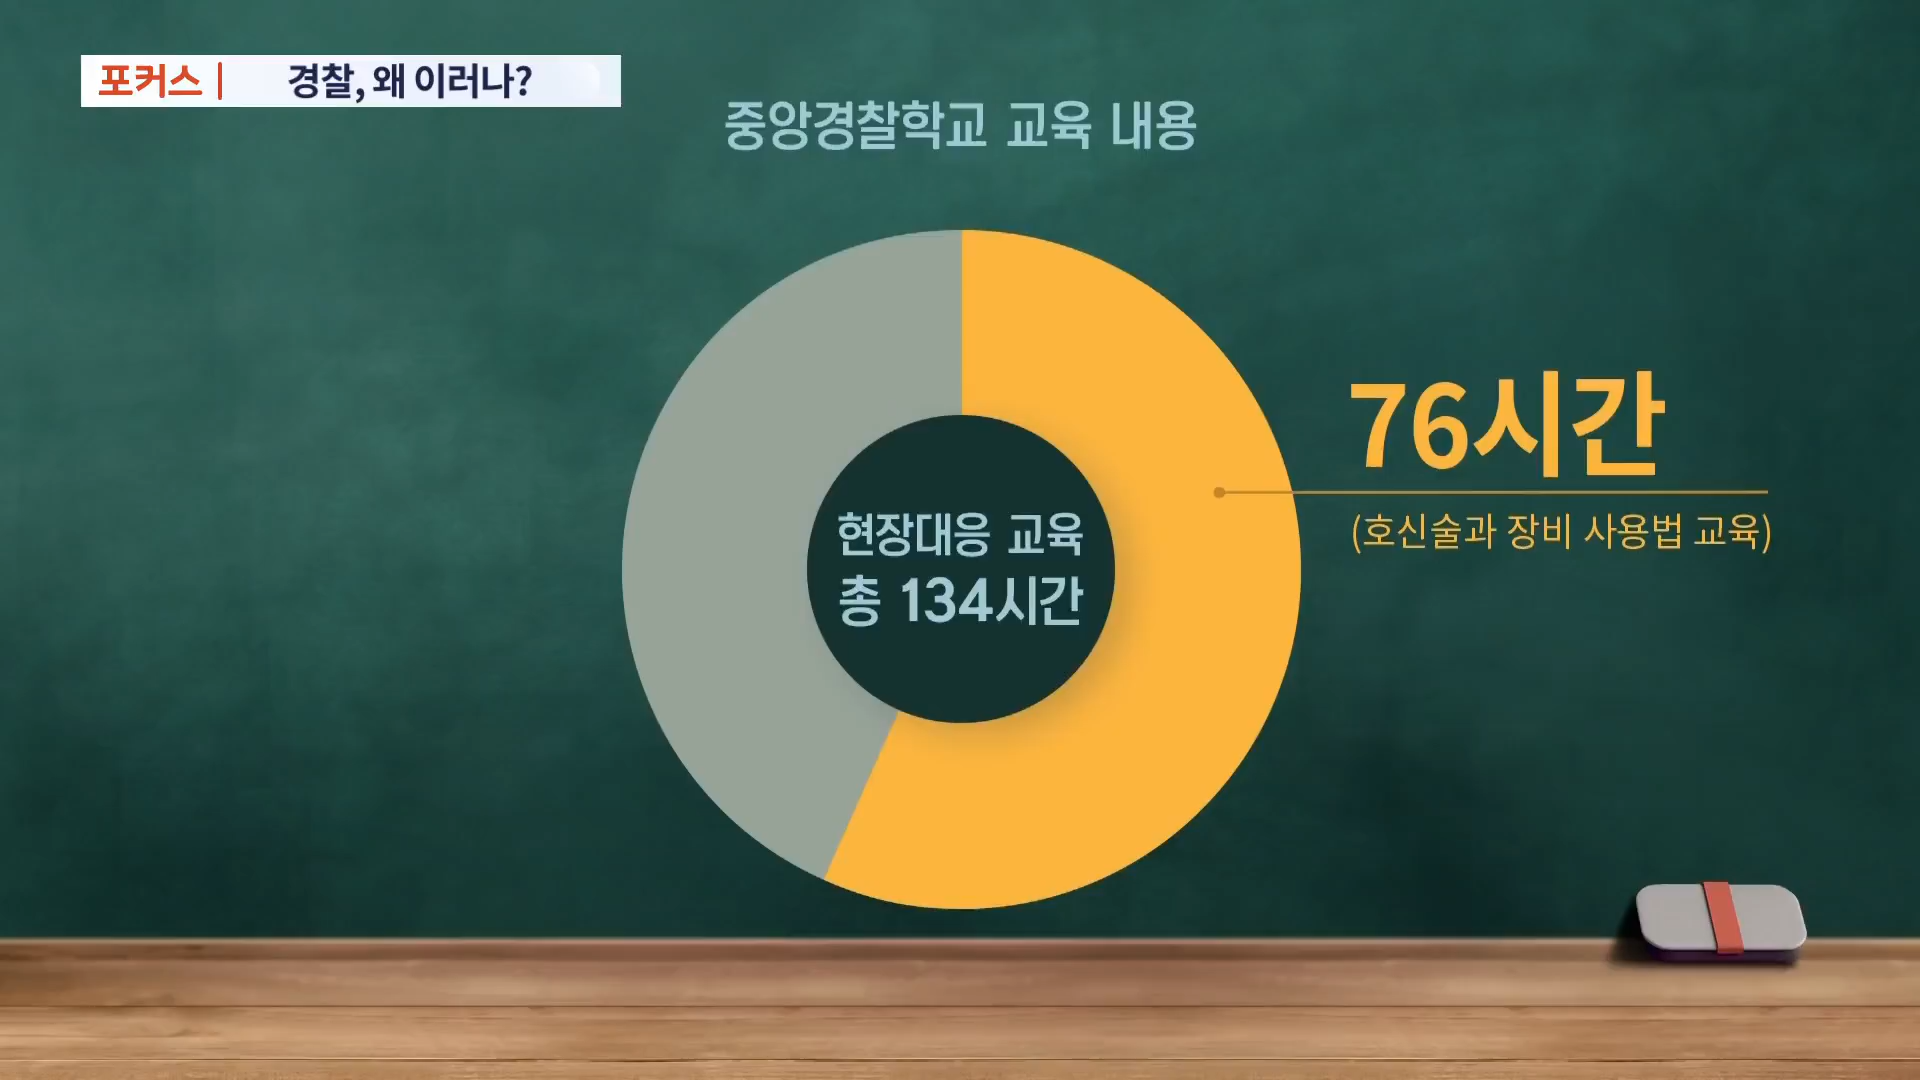 포커스 | 경찰, 왜 이러나?
중앙경찰학교 교육 내용
현장대응 교육
총 134시간
76시간
(호신술과 장비 사용법 교육)